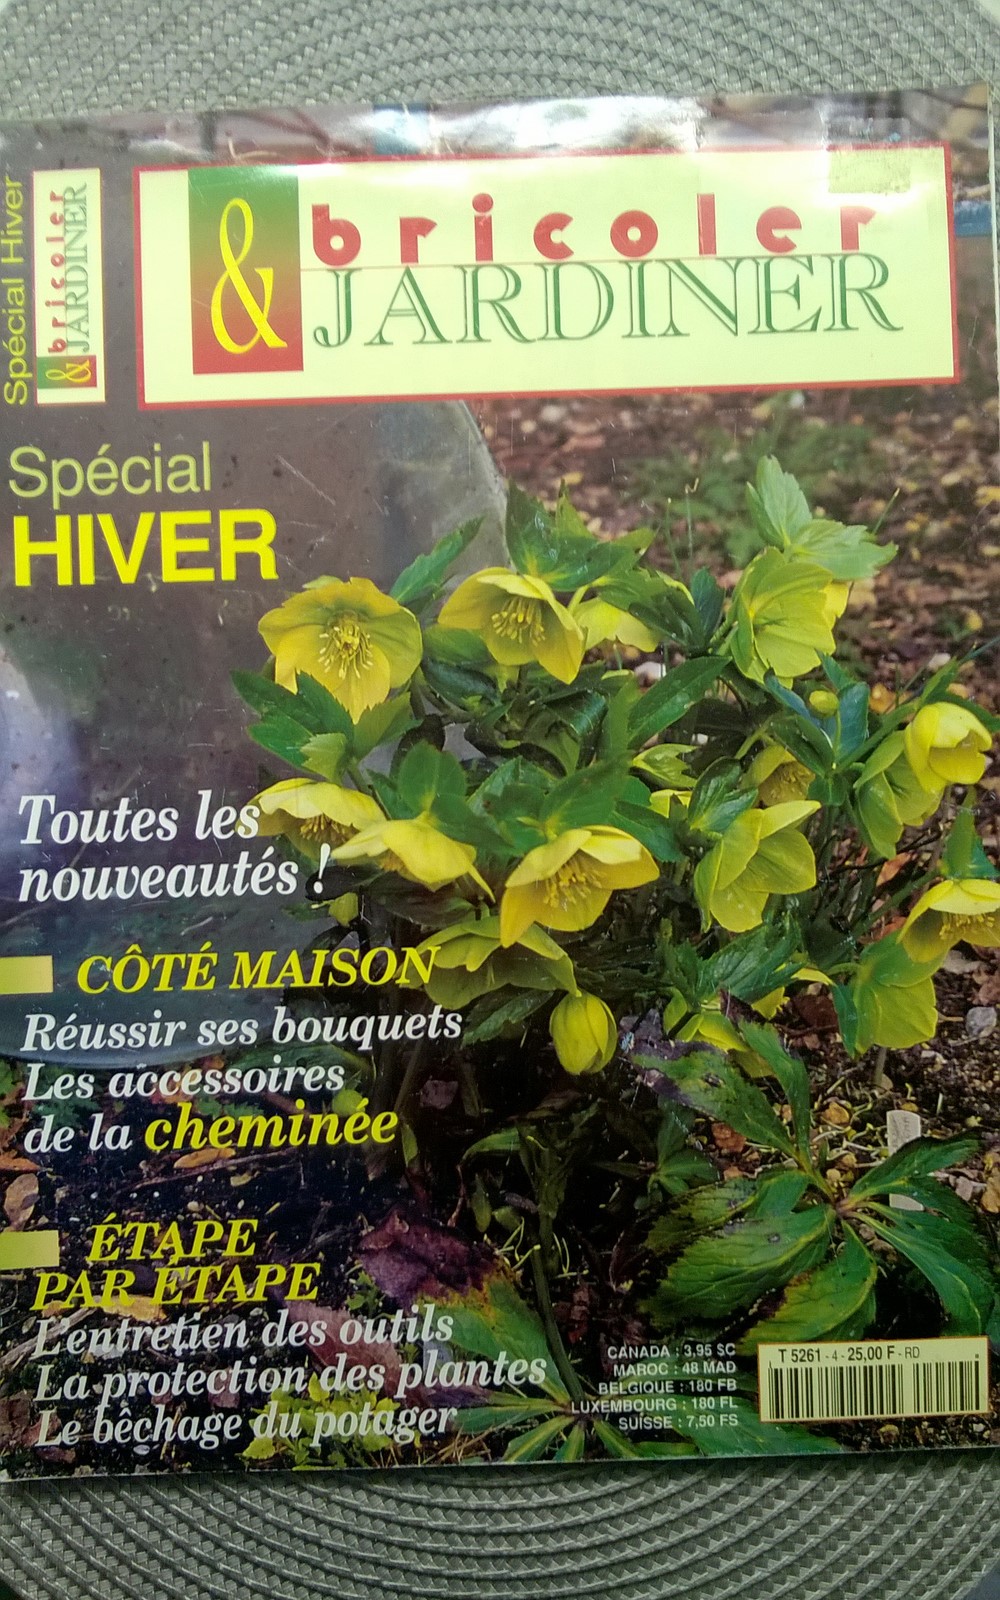 Spécial Hiver
& bricoler
JARDINER
& bricoler
JARDINER
Spécial
HIVER
Toutes les
nouveautés !
CÔTÉ MAISON
Réussir ses bouquets
Les accessoires
de la cheminée
ÉTAPE
PAR ÉTAPE
L'entretien des outils
La protection des plantes
Le bêchage du potager
CANADA : 3,95 $C
MAROC : 48 MAD
BELGIQUE : 180 FB
LUXEMBOURG : 180 FL
SUISSE : 7,50 FS
T 5261 - 4 - 25,00 F - RD